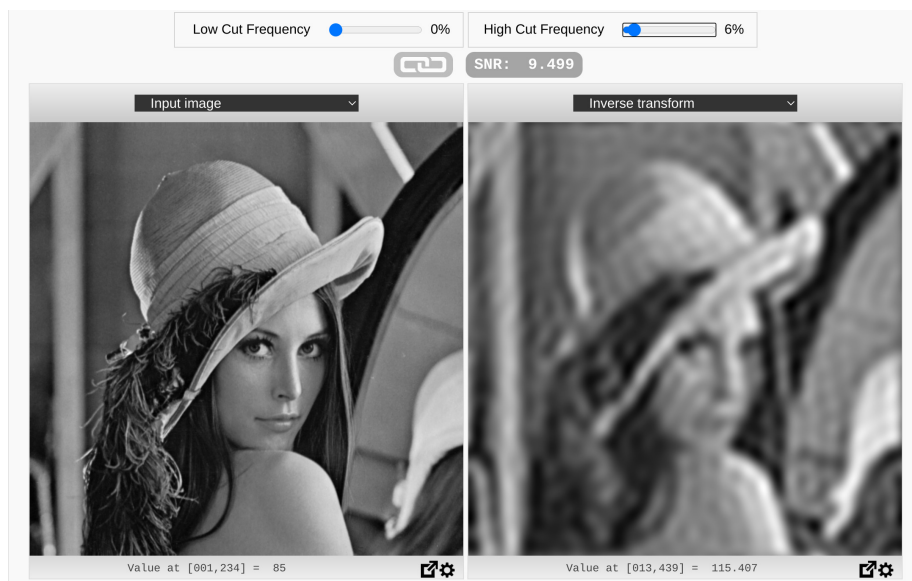 Low Cut Frequency 0% High Cut Frequency 6%
SNR: 9.499
Input image Inverse transform
Value at [001,234] = 85 Value at [013,439] = 115.407